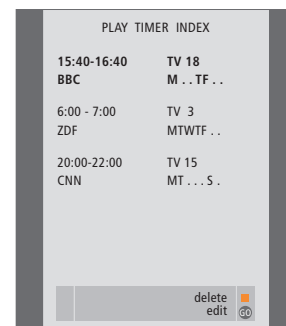 PLAY TIMER INDEX
15:40-16:40 TV 18
BBC M . . TF . .
6:00 - 7:00 TV 3
ZDF MTWTF . .
20:00-22:00 TV 15
CNN MT . . . S .
delete
edit GO